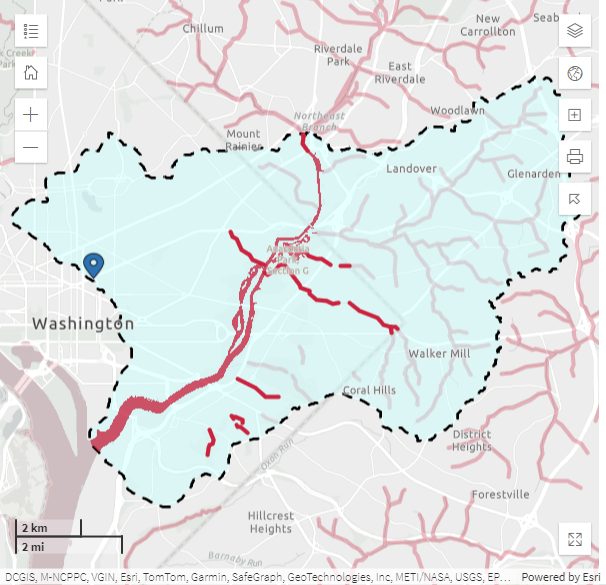 New
Carrollton
Seab
Chillum
Riverdale
Park
East
Riverdale
Creek
Park
Northeast
Branch
Woodlawn
Mount
Rainier
Landover
Glenarden
Anacostia
Park
Section G
Washington
Walker Mill
Coral Hills
District
Heights
Oxon Run
Forestville
Hillcrest
Heights
2 km
2 mi
Barnaby Run
DCGIS, M-NCPPC, VGIN, Esri, TomTom, Garmin, SafeGraph, GeoTechnologies, Inc, METI/NASA, USGS, EP... Powered by Esri